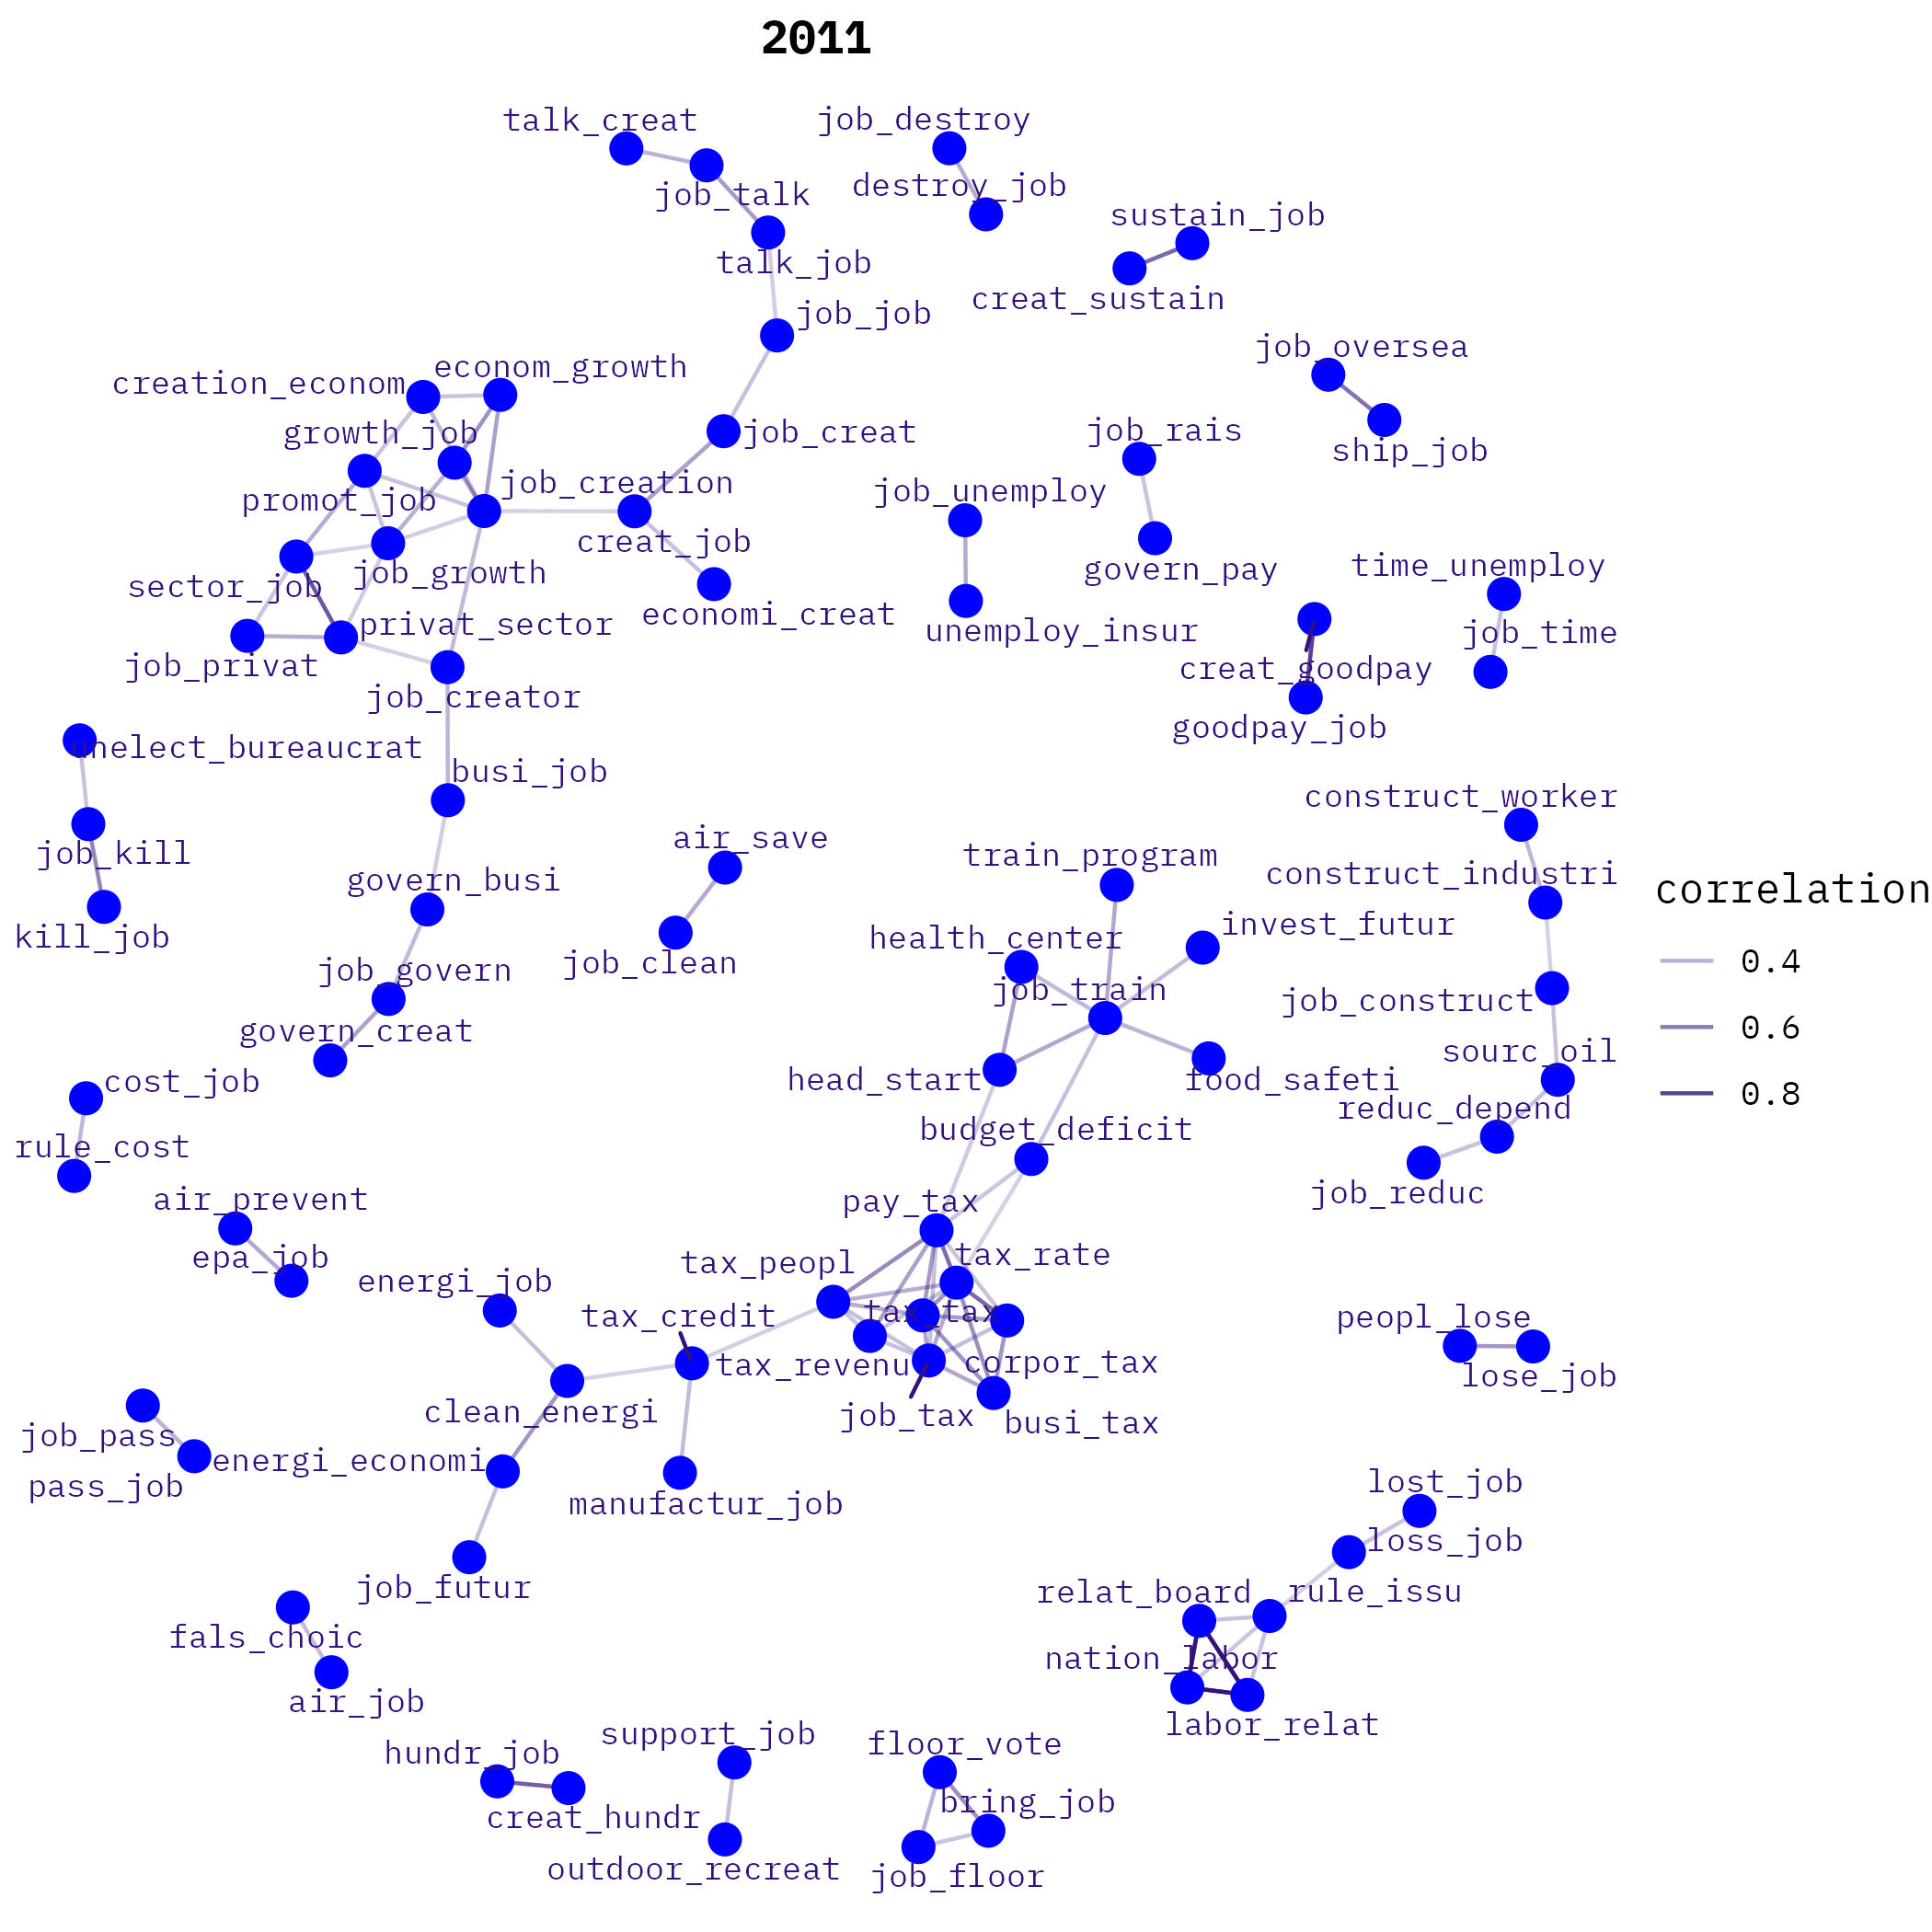 2011
talk_creat
job_destroy
job_talk
destroy_job
sustain_job
talk_job
creat_sustain
job_job
job_oversea
econom_growth
creation_econom
growth_job
job_creat
job_rais
ship_job
job_creation
promot_job
job_unemploy
creat_job
govern_pay
time_unemploy
sector_job
job_growth
economi_creat
unemploy_insur
job_time
privat_sector
job_privat
creat_goodpay
job_creator
goodpay_job
unelect_bureaucrat
busi_job
construct_worker
air_save
job_kill
train_program
construct_industri
govern_busi
correlation
invest_futur
kill_job
health_center
job_clean
0.4
job_govern
job_train
job_construct
govern_creat
0.6
sourc_oil
cost_job
head_start
food_safeti
0.8
reduc_depend
rule_cost
budget_deficit
air_prevent
pay_tax
job_reduc
epa_job
tax_peopl
tax_rate
energi_job
tax_credit
tax_tax
peopl_lose
tax_revenu
corpor_tax
lose_job
clean_energi
job_tax
busi_tax
job_pass
energi_economi
pass_job
manufactur_job
lost_job
loss_job
job_futur
relat_board
rule_issu
fals_choic
nation_labor
air_job
labor_relat
support_job
floor_vote
hundr_job
bring_job
creat_hundr
outdoor_recreat
job_floor